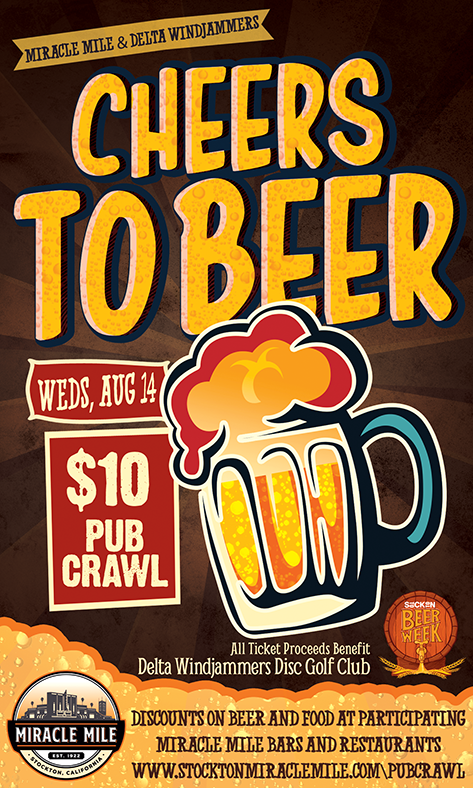 MIRACLE MILE & DELTA WINDJAMMERS
CHEERS
TO BEER
WEDS, AUG 14
$10
PUB
CRAWL
STOCKTON
BEER
WEEK
All Ticket Proceeds Benefit
Delta Windjammers Disc Golf Club
MIRACLE MILE
EST. 1922
STOCKTON, CALIFORNIA
DISCOUNTS ON BEER AND FOOD AT PARTICIPATING
MIRACLE MILE BARS AND RESTAURANTS
WWW.STOCKTONMIRACLEMILE.COM\PUBCRAWL